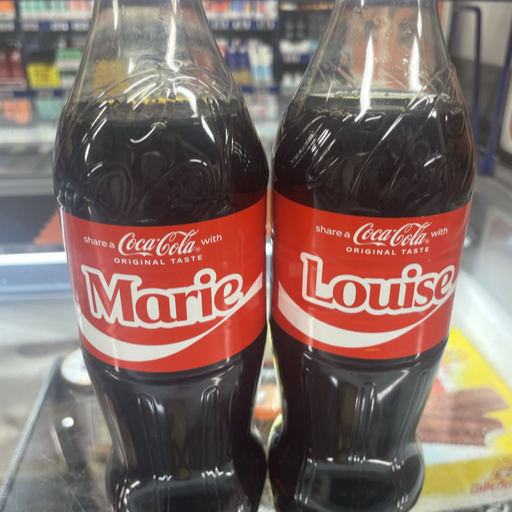 share a Coca-Cola with
ORIGINAL TASTE
Marie
share a Coca-Cola with
ORIGINAL TASTE
Louise